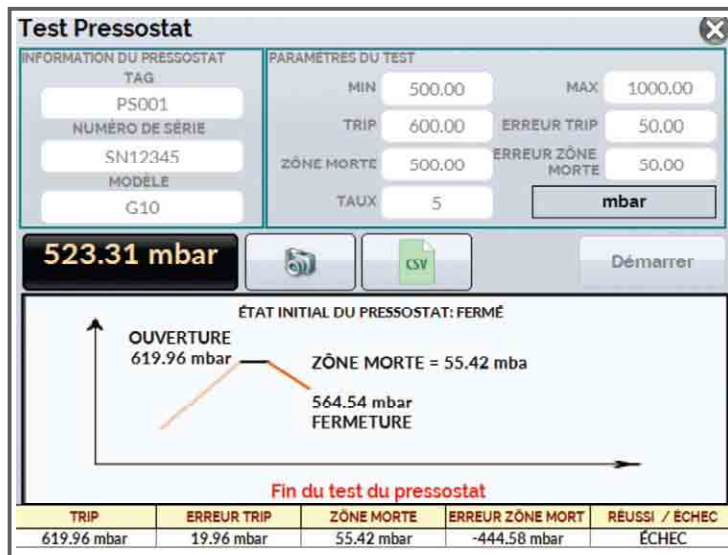 Test Pressostat
INFORMATION DU PRESSOSTAT
TAG
PS001
NUMÉRO DE SÉRIE
SN12345
MODÈLE
G10
PARAMÈTRES DU TEST
MIN 500.00 MAX 1000.00
TRIP 600.00 ERREUR TRIP 50.00
ZÔNE MORTE 500.00 ERREUR ZÔNE MORTE 50.00
TAUX 5 mbar
523.31 mbar CSV Démarrer
ÉTAT INITIAL DU PRESSOSTAT: FERMÉ
OUVERTURE
619.96 mbar ZÔNE MORTE = 55.42 mba
564.54 mbar
FERMETURE
Fin du test du pressostat
TRIP ERREUR TRIP ZÔNE MORTE ERREUR ZÔNE MORT RÉUSSI / ÉCHEC
619.96 mbar 19.96 mbar 55.42 mbar -444.58 mbar ÉCHEC